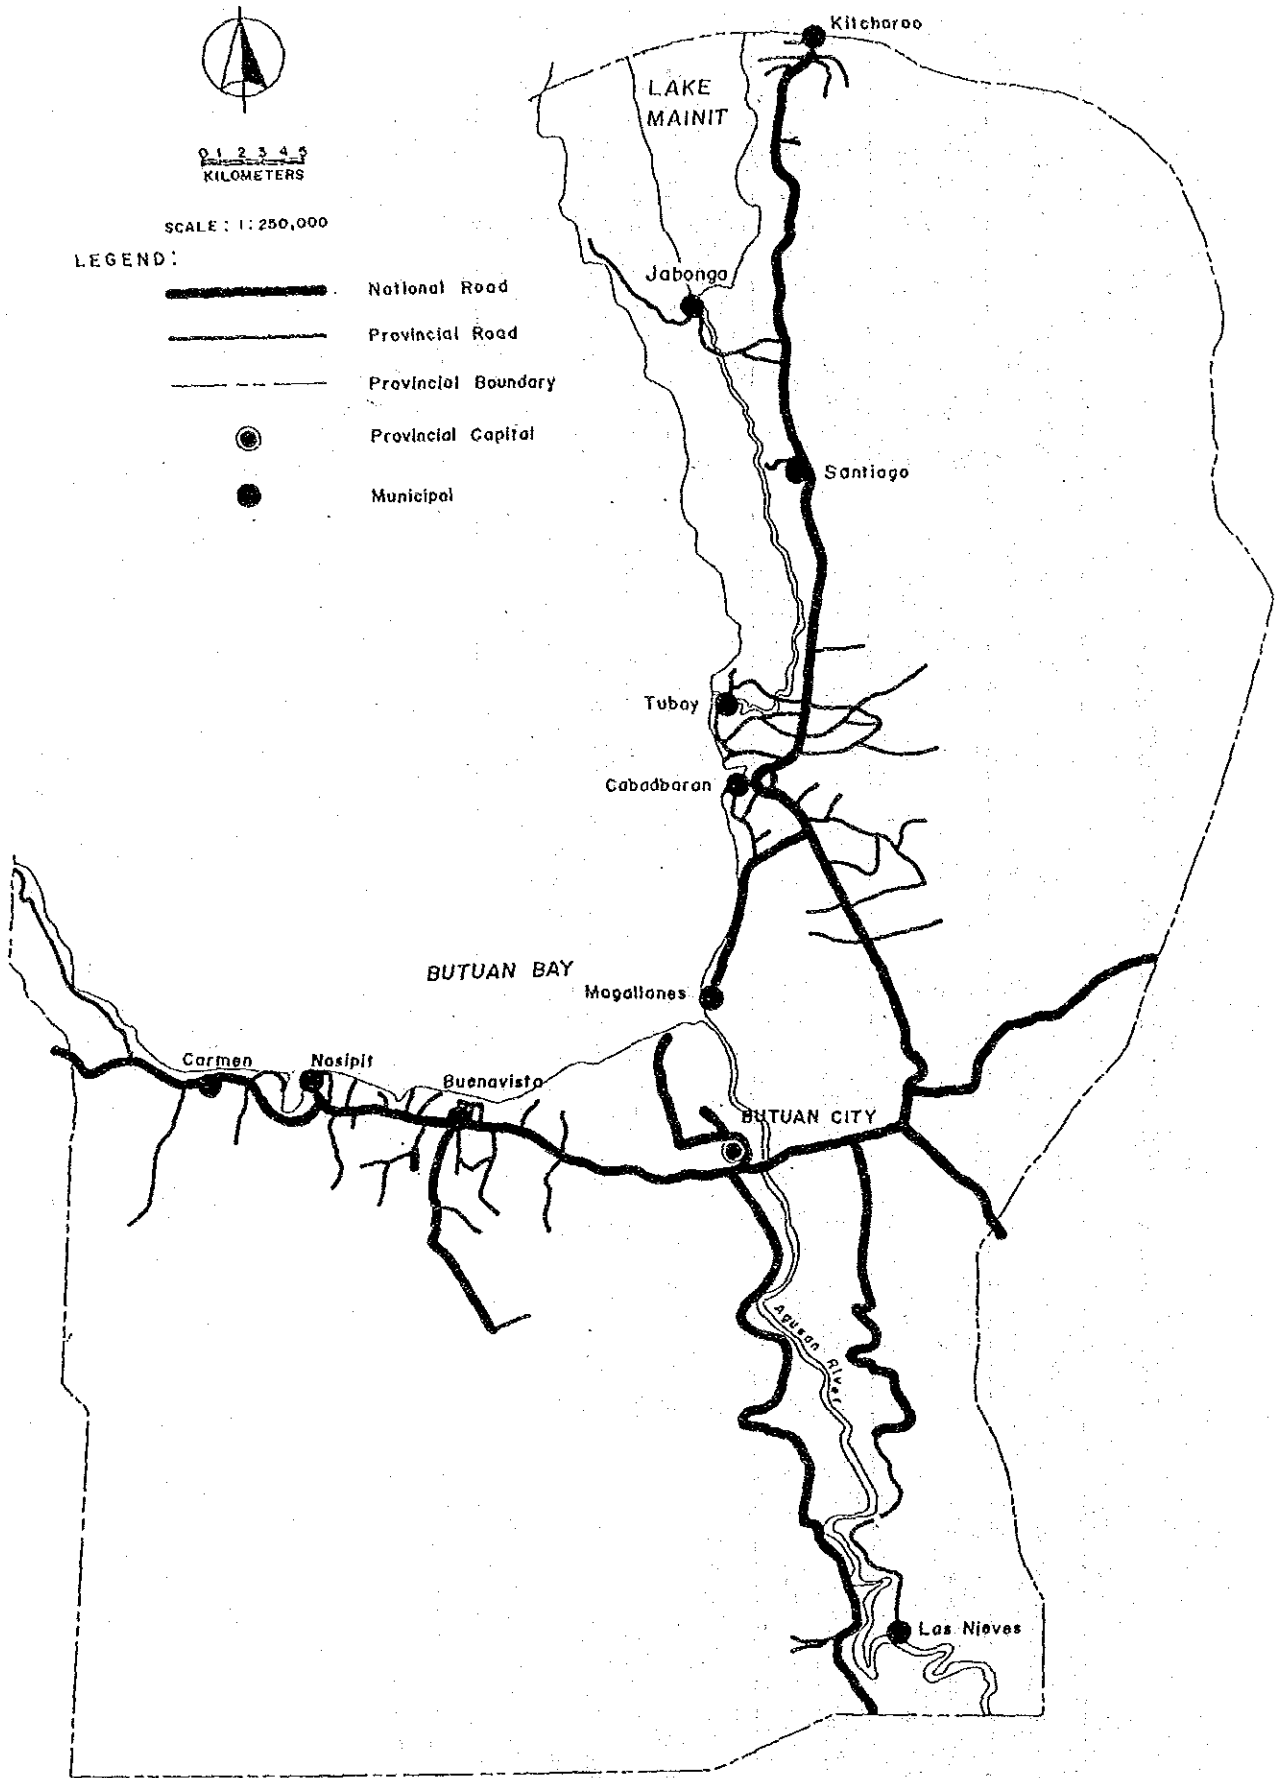 Kitcharao
LAKE
MAINIT
0 1 2 3 4 5
KILOMETERS
SCALE : 1:250,000
LEGEND:
National Road
Provincial Road
Provincial Boundary
Provincial Capital
Municipal
Jabonga
Santiago
Tubay
Cabadbaran
BUTUAN BAY
Magallanes
Carmen
Nasipit
Buenavista
BUTUAN CITY
Agusan River
Las Nieves